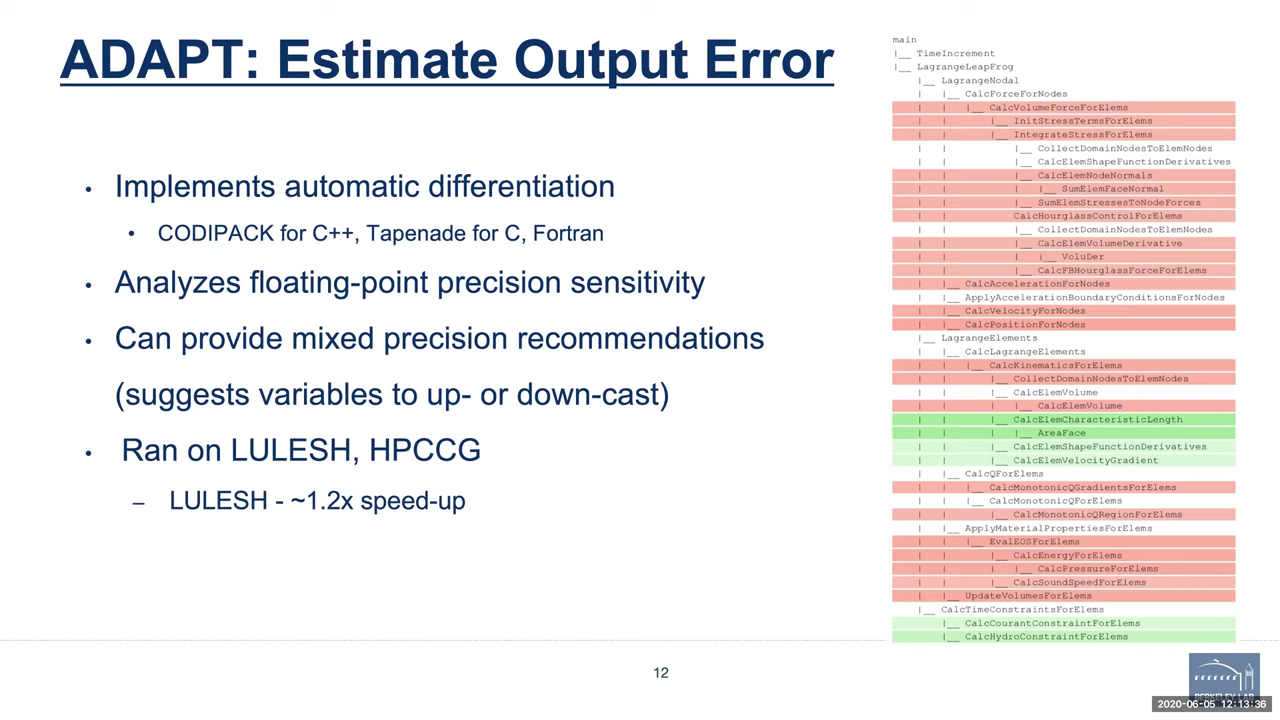 ADAPT: Estimate Output Error
• Implements automatic differentiation
• CODIPACK for C++, Tapenade for C, Fortran
• Analyzes floating-point precision sensitivity
• Can provide mixed precision recommendations
(suggests variables to up- or down-cast)
• Ran on LULESH, HPCCG
– LULESH - ~1.2x speed-up
main
|__ TimeIncrement
|__ LagrangeLeapFrog
|__ LagrangeNodal
| |__ CalcForceForNodes
| | |__ CalcVolumeForceForElems
| | |__ InitStressTermsForElems
| | |__ IntegrateStressForElems
| | |__ CollectDomainNodesToElemNodes
| | |__ CalcElemShapeFunctionDerivatives
| | |__ CalcElemNodeNormals
| | | |__ SumElemFaceNormal
| | |__ SumElemStressesToNodeForces
| | CalcHourglassControlForElems
| | |__ CollectDomainNodesToElemNodes
| | |__ CalcElemVolumeDerivative
| | | |__ VoluDer
| | |__ CalcFBHourglassForceForElems
| |__ CalcAccelerationForNodes
| |__ ApplyAccelerationBoundaryConditionsForNodes
| |__ CalcVelocityForNodes
| |__ CalcPositionForNodes
|__ LagrangeElements
| |__ CalcLagrangeElements
| | |__ CalcKinematicsForElems
| | |__ CollectDomainNodesToElemNodes
| | |__ CalcElemVolume
| | | |__ CalcElemVolume
| | |__ CalcElemCharacteristicLength
| | | |__ AreaFace
| | |__ CalcElemShapeFunctionDerivatives
| | |__ CalcElemVelocityGradient
| |__ CalcQForElems
| | |__ CalcMonotonicQGradientsForElems
| | |__ CalcMonotonicQForElems
| | |__ CalcMonotonicQRegionForElems
| |__ ApplyMaterialPropertiesForElems
| | |__ EvalEOSForElems
| | |__ CalcEnergyForElems
| | | |__ CalcPressureForElems
| | |__ CalcSoundSpeedForElems
| |__ UpdateVolumesForElems
|__ CalcTimeConstraintsForElems
|__ CalcCourantConstraintForElems
|__ CalcHydroConstraintForElems
12
BERKELEY LAB
2020-06-05 12:13:36